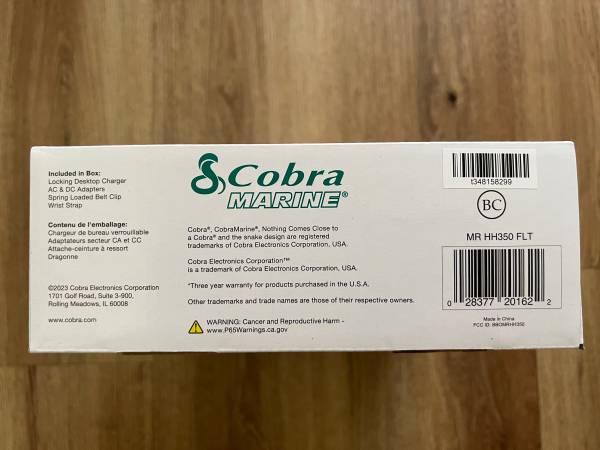 Included in Box:
Locking Desktop Charger
AC & DC Adapters
Spring Loaded Belt Clip
Wrist Strap
Contenu de l'emballage:
Chargeur de bureau verrouillable
Adaptateurs secteur CA et CC
Attache-ceinture à ressort
Dragonne
©2023 Cobra Electronics Corporation
1701 Golf Road, Suite 3-900,
Rolling Meadows, IL 60008
www.cobra.com
Cobra
MARINE®
Cobra®, CobraMarine®, Nothing Comes Close to
a Cobra® and the snake design are registered
trademarks of Cobra Electronics Corporation, USA.
Cobra Electronics Corporation™
is a trademark of Cobra Electronics Corporation, USA.
*Three year warranty for products purchased in the U.S.A.
Other trademarks and trade names are those of their respective owners.
WARNING: Cancer and Reproductive Harm -
www.P65Warnings.ca.gov
t348158299
BC
MR HH350 FLT
0 28377 20162 2
Made in China
FCC ID: BBOMRHH350